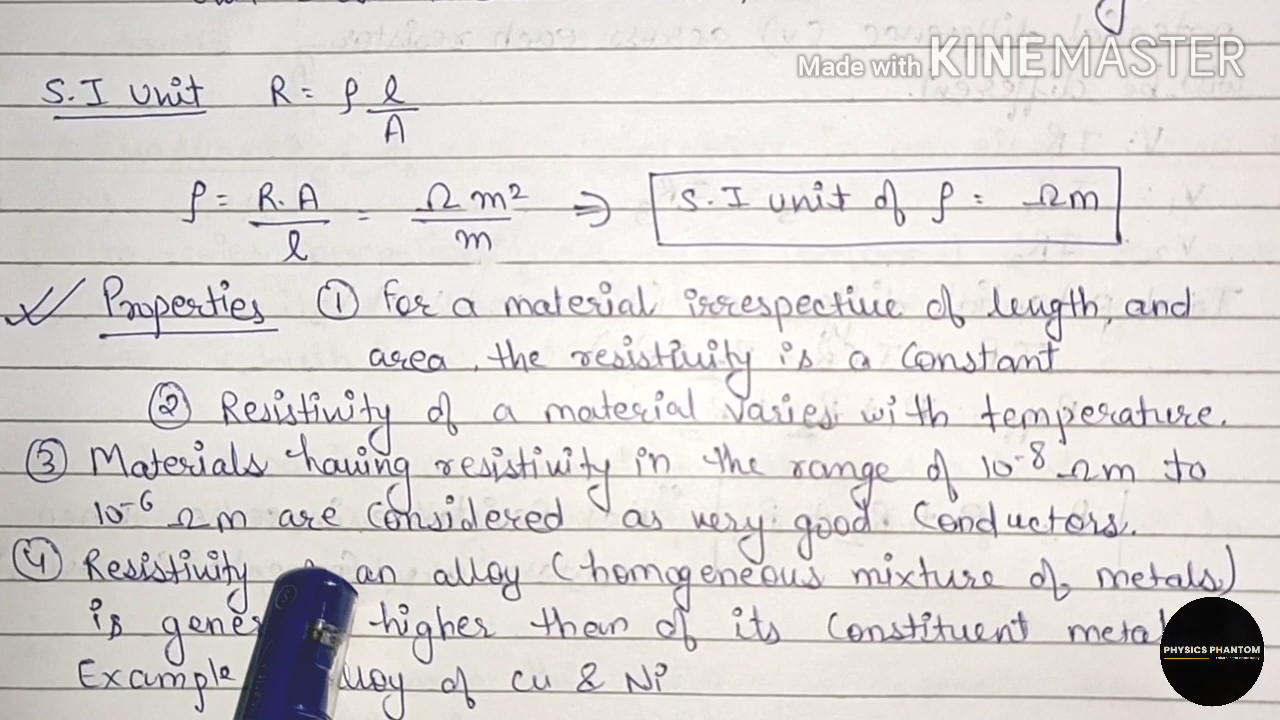 Made with KINEMASTER
S.I Unit R = ρ l/A
ρ = R.A/l = Ω m²/m ⇒ S.I unit of ρ = Ωm
Properties ① For a material irrespective of length, and
area, the resistivity is a constant
② Resistivity of a material varies with temperature.
③ Materials having resistivity in the range of 10⁻⁸ Ωm to
10⁻⁶ Ωm are considered as very good conductors.
④ Resistivity an alloy (homogeneous mixture of metals)
is higher than of its constituent
Example of Cu & Ni
PHYSICS PHANTOM